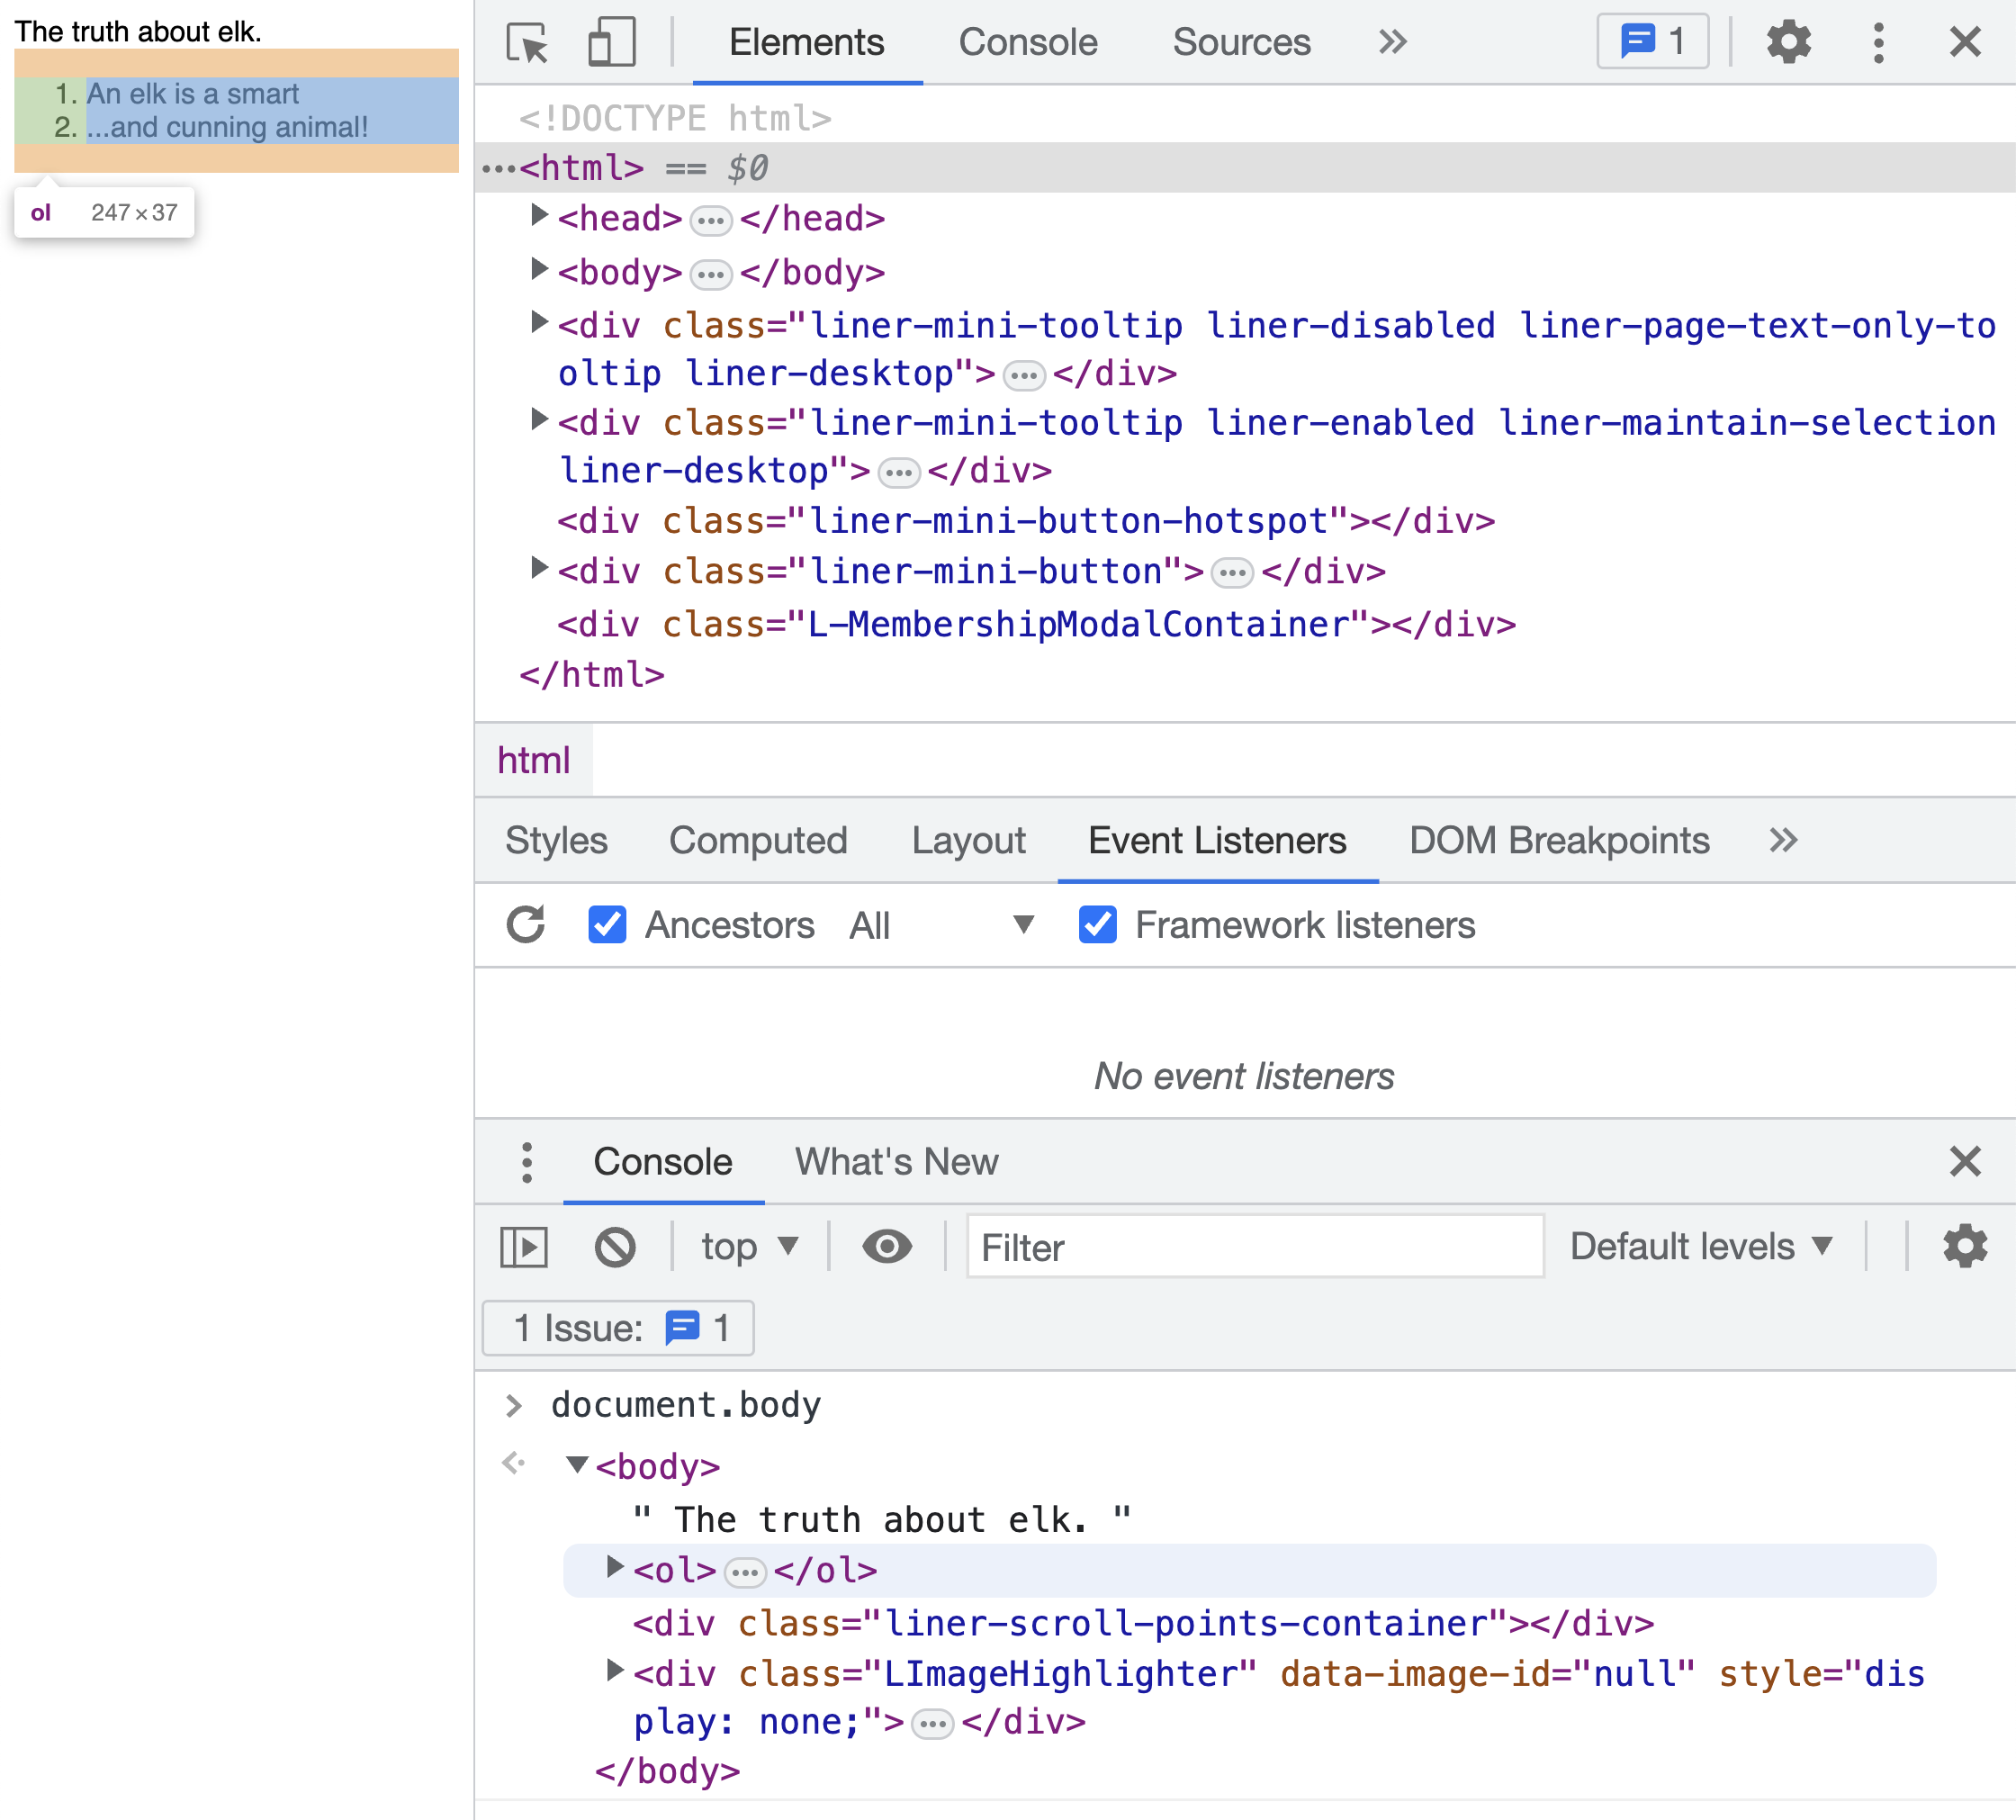 The truth about elk.
1. An elk is a smart
2. ...and cunning animal!
ol 247×37
Elements Console Sources » 1
<!DOCTYPE html>
•••<html> == $0
<head>•••</head>
<body>•••</body>
<div class="liner-mini-tooltip liner-disabled liner-page-text-only-to
oltip liner-desktop">•••</div>
<div class="liner-mini-tooltip liner-enabled liner-maintain-selection
liner-desktop">•••</div>
<div class="liner-mini-button-hotspot"></div>
<div class="liner-mini-button">•••</div>
<div class="L-MembershipModalContainer"></div>
</html>
html
Styles Computed Layout Event Listeners DOM Breakpoints »
Ancestors All ▼ Framework listeners
No event listeners
Console What's New
top ▼ Filter Default levels ▼
1 Issue: 1
> document.body
<body>
" The truth about elk. "
<ol>•••</ol>
<div class="liner-scroll-points-container"></div>
<div class="LImageHighlighter" data-image-id="null" style="dis
play: none;">•••</div>
</body>